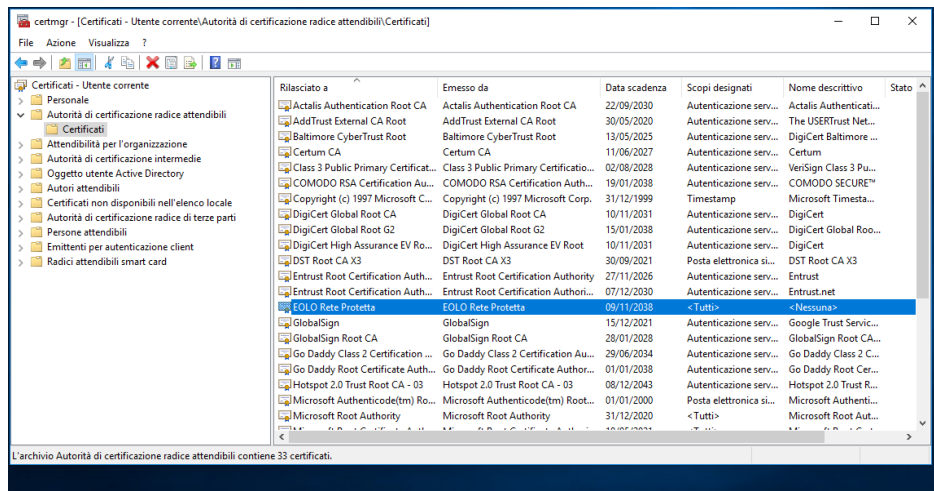 certmgr - [Certificati - Utente corrente\Autorità di certificazione radice attendibili\Certificati]
File Azione Visualizza ?
Certificati - Utente corrente
Personale
Autorità di certificazione radice attendibili
Certificati
Attendibilità per l'organizzazione
Autorità di certificazione intermedie
Oggetto utente Active Directory
Autori attendibili
Certificati non disponibili nell'elenco locale
Autorità di certificazione radice di terze parti
Persone attendibili
Emittenti per autenticazione client
Radici attendibili smart card
Rilasciato a Emesso da Data scadenza Scopi designati Nome descrittivo Stato
Actalis Authentication Root CA Actalis Authentication Root CA 22/09/2030 Autenticazione serv... Actalis Authenticati...
AddTrust External CA Root AddTrust External CA Root 30/05/2020 Autenticazione serv... The USERTrust Net...
Baltimore CyberTrust Root Baltimore CyberTrust Root 13/05/2025 Autenticazione serv... DigiCert Baltimore ...
Certum CA Certum CA 11/06/2027 Autenticazione serv... Certum
Class 3 Public Primary Certificat... Class 3 Public Primary Certificatio... 02/08/2028 Autenticazione serv... VeriSign Class 3 Pu...
COMODO RSA Certification Au... COMODO RSA Certification Auth... 19/01/2038 Autenticazione serv... COMODO SECURE™
Copyright (c) 1997 Microsoft C... Copyright (c) 1997 Microsoft Corp. 31/12/1999 Timestamp Microsoft Timesta...
DigiCert Global Root CA DigiCert Global Root CA 10/11/2031 Autenticazione serv... DigiCert
DigiCert Global Root G2 DigiCert Global Root G2 15/01/2038 Autenticazione serv... DigiCert Global Roo...
DigiCert High Assurance EV Ro... DigiCert High Assurance EV Root 10/11/2031 Autenticazione serv... DigiCert
DST Root CA X3 DST Root CA X3 30/09/2021 Posta elettronica si... DST Root CA X3
Entrust Root Certification Auth... Entrust Root Certification Authority 27/11/2026 Autenticazione serv... Entrust
Entrust Root Certification Auth... Entrust Root Certification Authori... 07/12/2030 Autenticazione serv... Entrust.net
EOLO Rete Protetta EOLO Rete Protetta 09/11/2038 <Tutti> <Nessuna>
GlobalSign GlobalSign 15/12/2021 Autenticazione serv... Google Trust Servic...
GlobalSign Root CA GlobalSign Root CA 28/01/2028 Autenticazione serv... GlobalSign Root CA...
Go Daddy Class 2 Certification ... Go Daddy Class 2 Certification Au... 29/06/2034 Autenticazione serv... Go Daddy Class 2 C...
Go Daddy Root Certificate Auth... Go Daddy Root Certificate Author... 01/01/2038 Autenticazione serv... Go Daddy Root Cer...
Hotspot 2.0 Trust Root CA - 03 Hotspot 2.0 Trust Root CA - 03 08/12/2043 Autenticazione serv... Hotspot 2.0 Trust R...
Microsoft Authenticode(tm) Ro... Microsoft Authenticode(tm) Root... 01/01/2000 Posta elettronica si... Microsoft Authenti...
Microsoft Root Authority Microsoft Root Authority 31/12/2020 <Tutti> Microsoft Root Aut...
L'archivio Autorità di certificazione radice attendibili contiene 33 certificati.